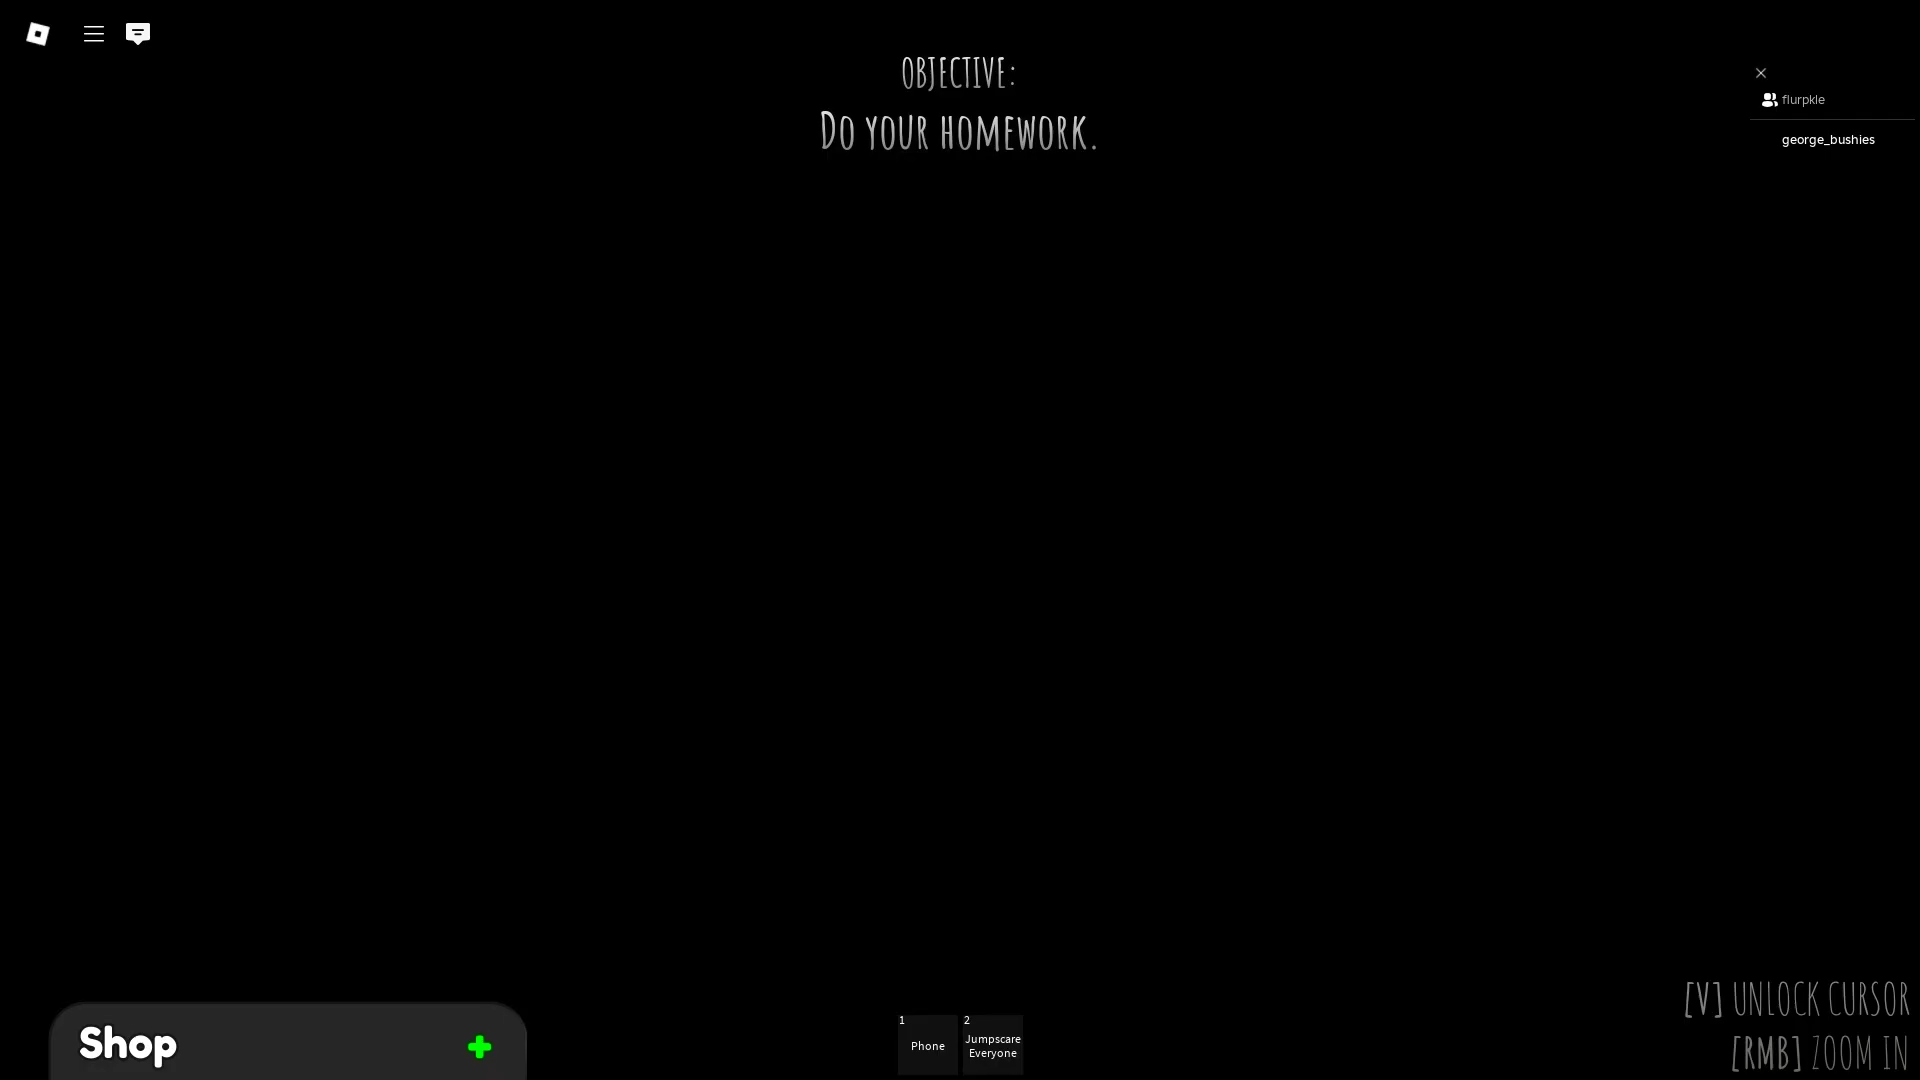 OBJECTIVE:
Do your homework.
flurpkle
george_bushies
Shop
1
Phone
2
Jumpscare
Everyone
[V] UNLOCK CURSOR
[RMB] ZOOM IN